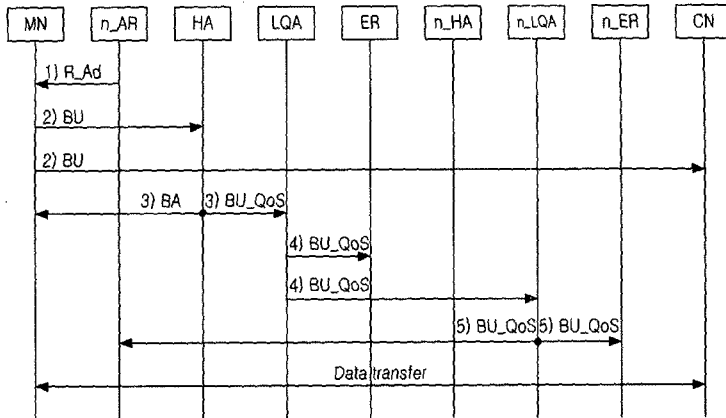 MN n_AR HA LQA ER n_HA n_LQA n_ER CN
1) R_Ad
2) BU
2) BU
3) BA 3) BU_QoS
4) BU_QoS
4) BU_QoS
5) BU_QoS 5) BU_QoS
Data transfer